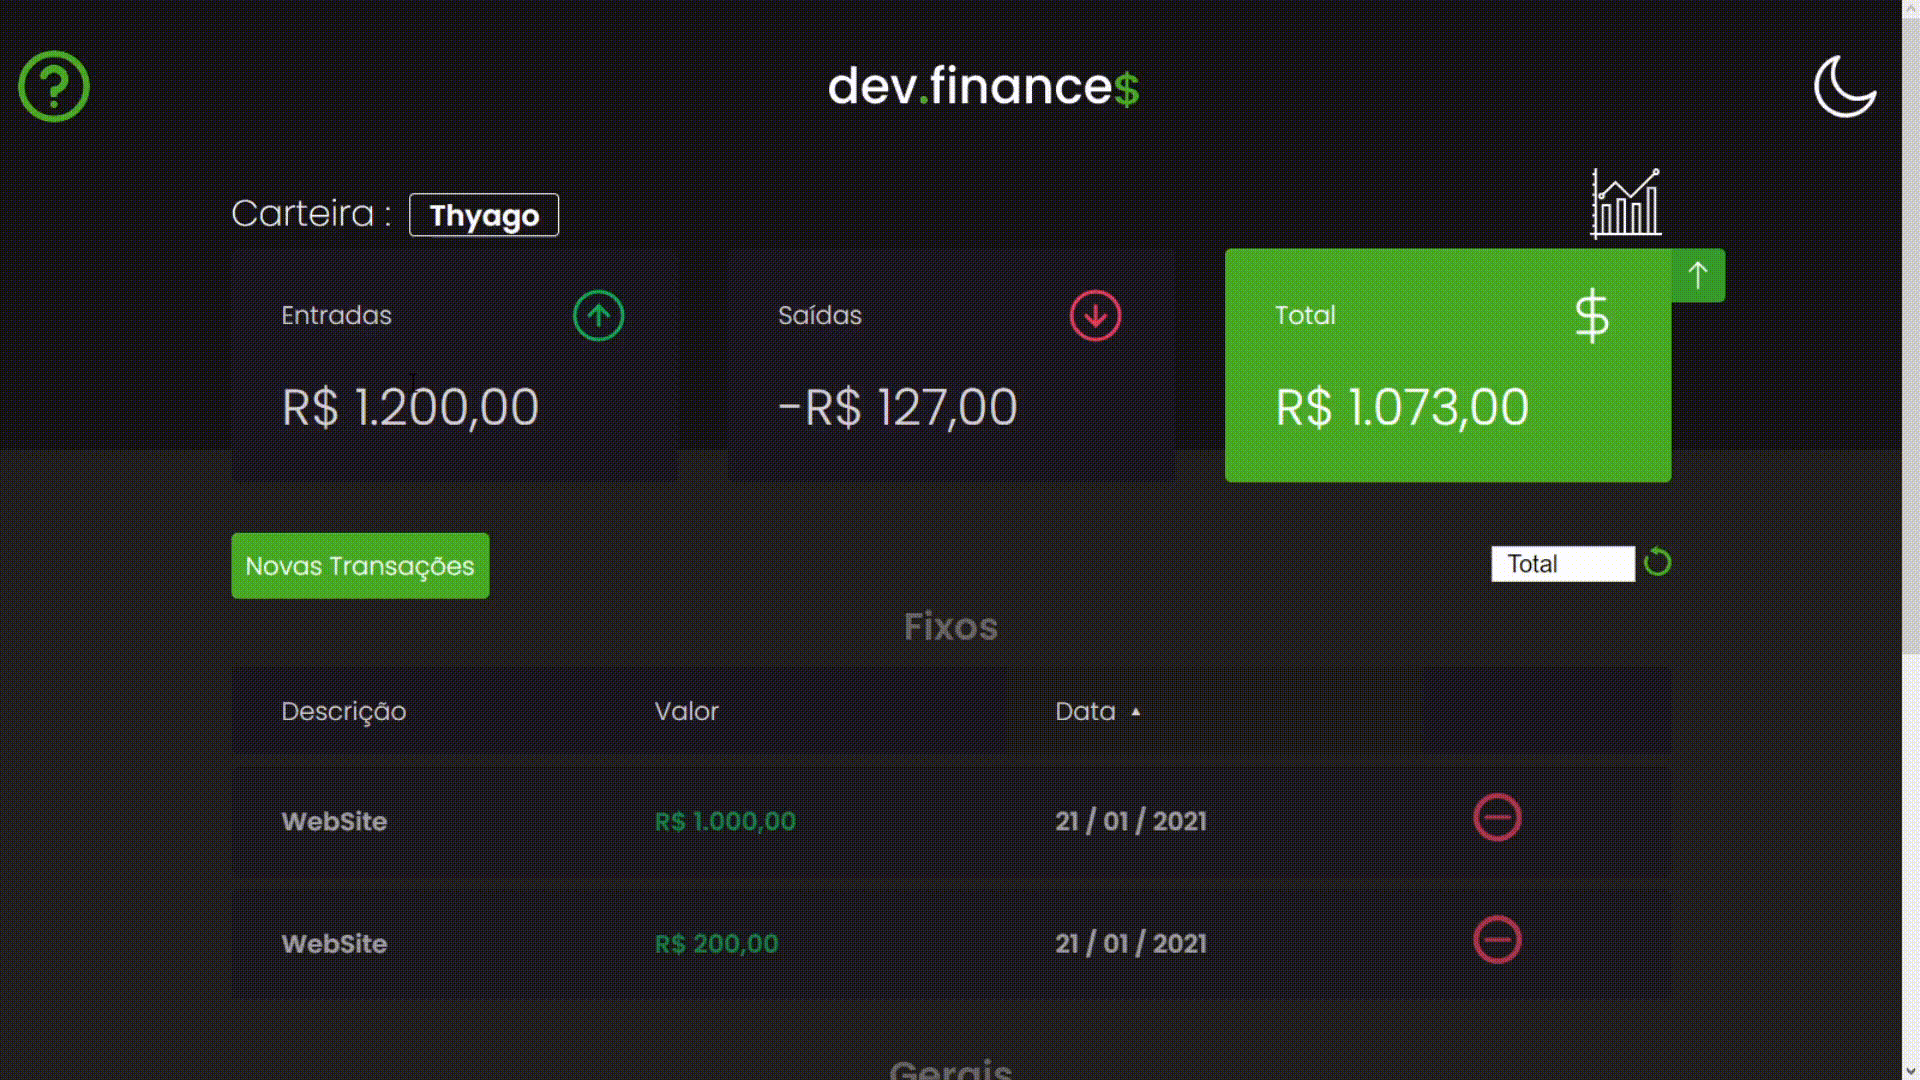 dev.finance$
Carteira : Thyago
Entradas
R$ 1.200,00
Saídas
-R$ 127,00
Total
$
R$ 1.073,00
Novas Transações
Total
Fixos
Descrição Valor Data
WebSite R$ 1.000,00 21 / 01 / 2021
WebSite R$ 200,00 21 / 01 / 2021
Gerais